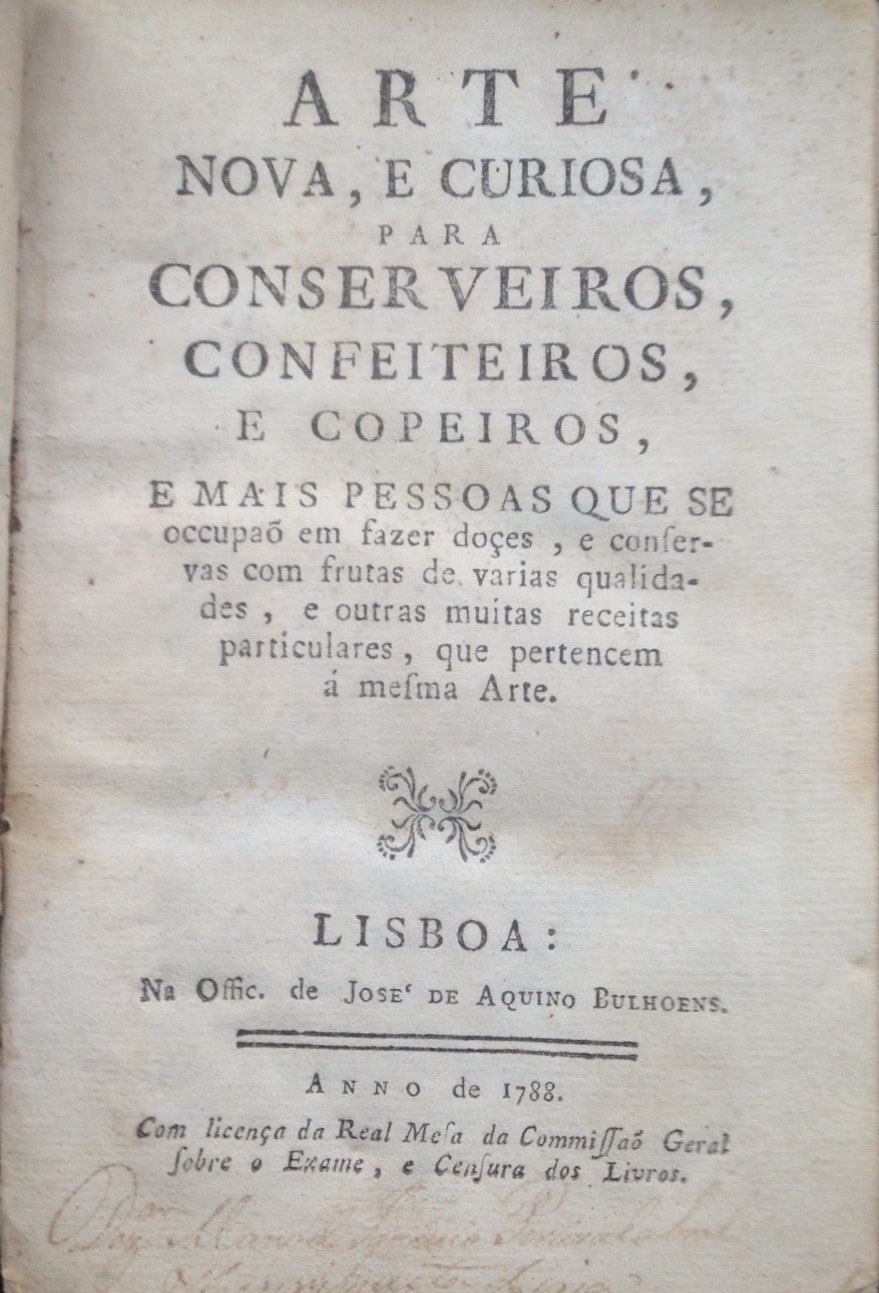 ARTE
NOVA, E CURIOSA,
PARA
CONSERVEIROS,
CONFEITEIROS,
E COPEIROS,
E MAIS PESSOAS QUE SE
occupaõ em fazer doçes, e conſer-
vas com frutas de varias qualida-
des, e outras muitas receitas
particulares, que pertencem
á meſma Arte.
LISBOA:
Na Offic. de JOSE' DE AQUINO BULHOENS.
ANNO de 1788.
Com licença da Real Meſa da Commiſſaõ Geral
ſobre o Exame, e Cenſura dos Livros.